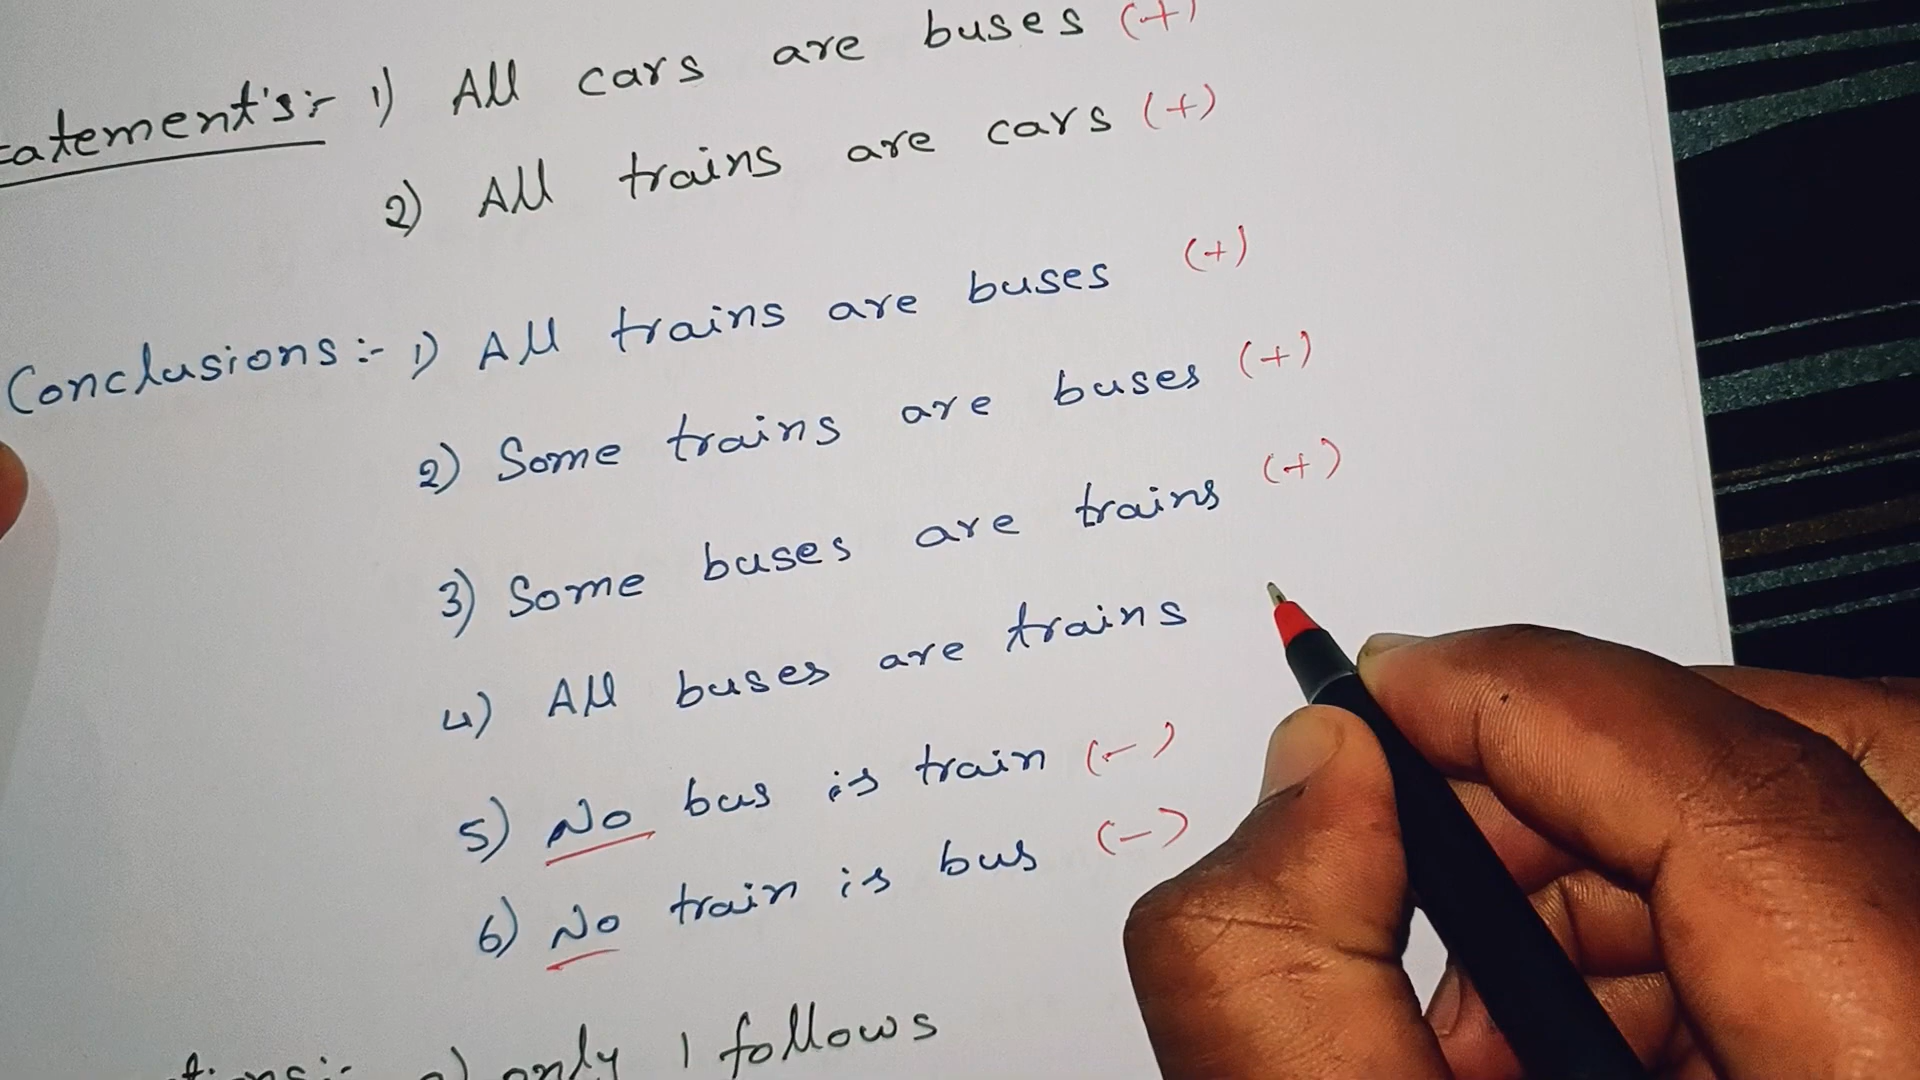 1) All cars are buses (+)
2) All trains are cars (+)
Conclusions:- 1) All trains are buses (+)
2) Some trains are buses (+)
3) Some buses are trains (+)
4) All buses are trains
5) No bus is train (-)
6) No train is bus (-)
only 1 follows